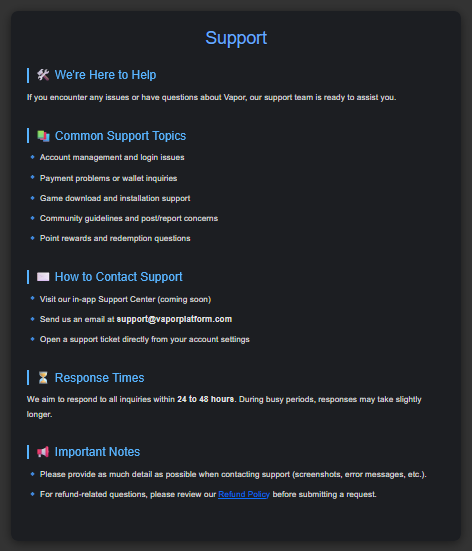 Support
🛠️ We're Here to Help
If you encounter any issues or have questions about Vapor, our support team is ready to assist you.
📚 Common Support Topics
🔹 Account management and login issues
🔹 Payment problems or wallet inquiries
🔹 Game download and installation support
🔹 Community guidelines and post/report concerns
🔹 Point rewards and redemption questions
✉️ How to Contact Support
🔹 Visit our in-app Support Center (coming soon)
🔹 Send us an email at support@vaporplatform.com
🔹 Open a support ticket directly from your account settings
⏳ Response Times
We aim to respond to all inquiries within 24 to 48 hours. During busy periods, responses may take slightly
longer.
📢 Important Notes
🔹 Please provide as much detail as possible when contacting support (screenshots, error messages, etc.).
🔹 For refund-related questions, please review our Refund Policy before submitting a request.